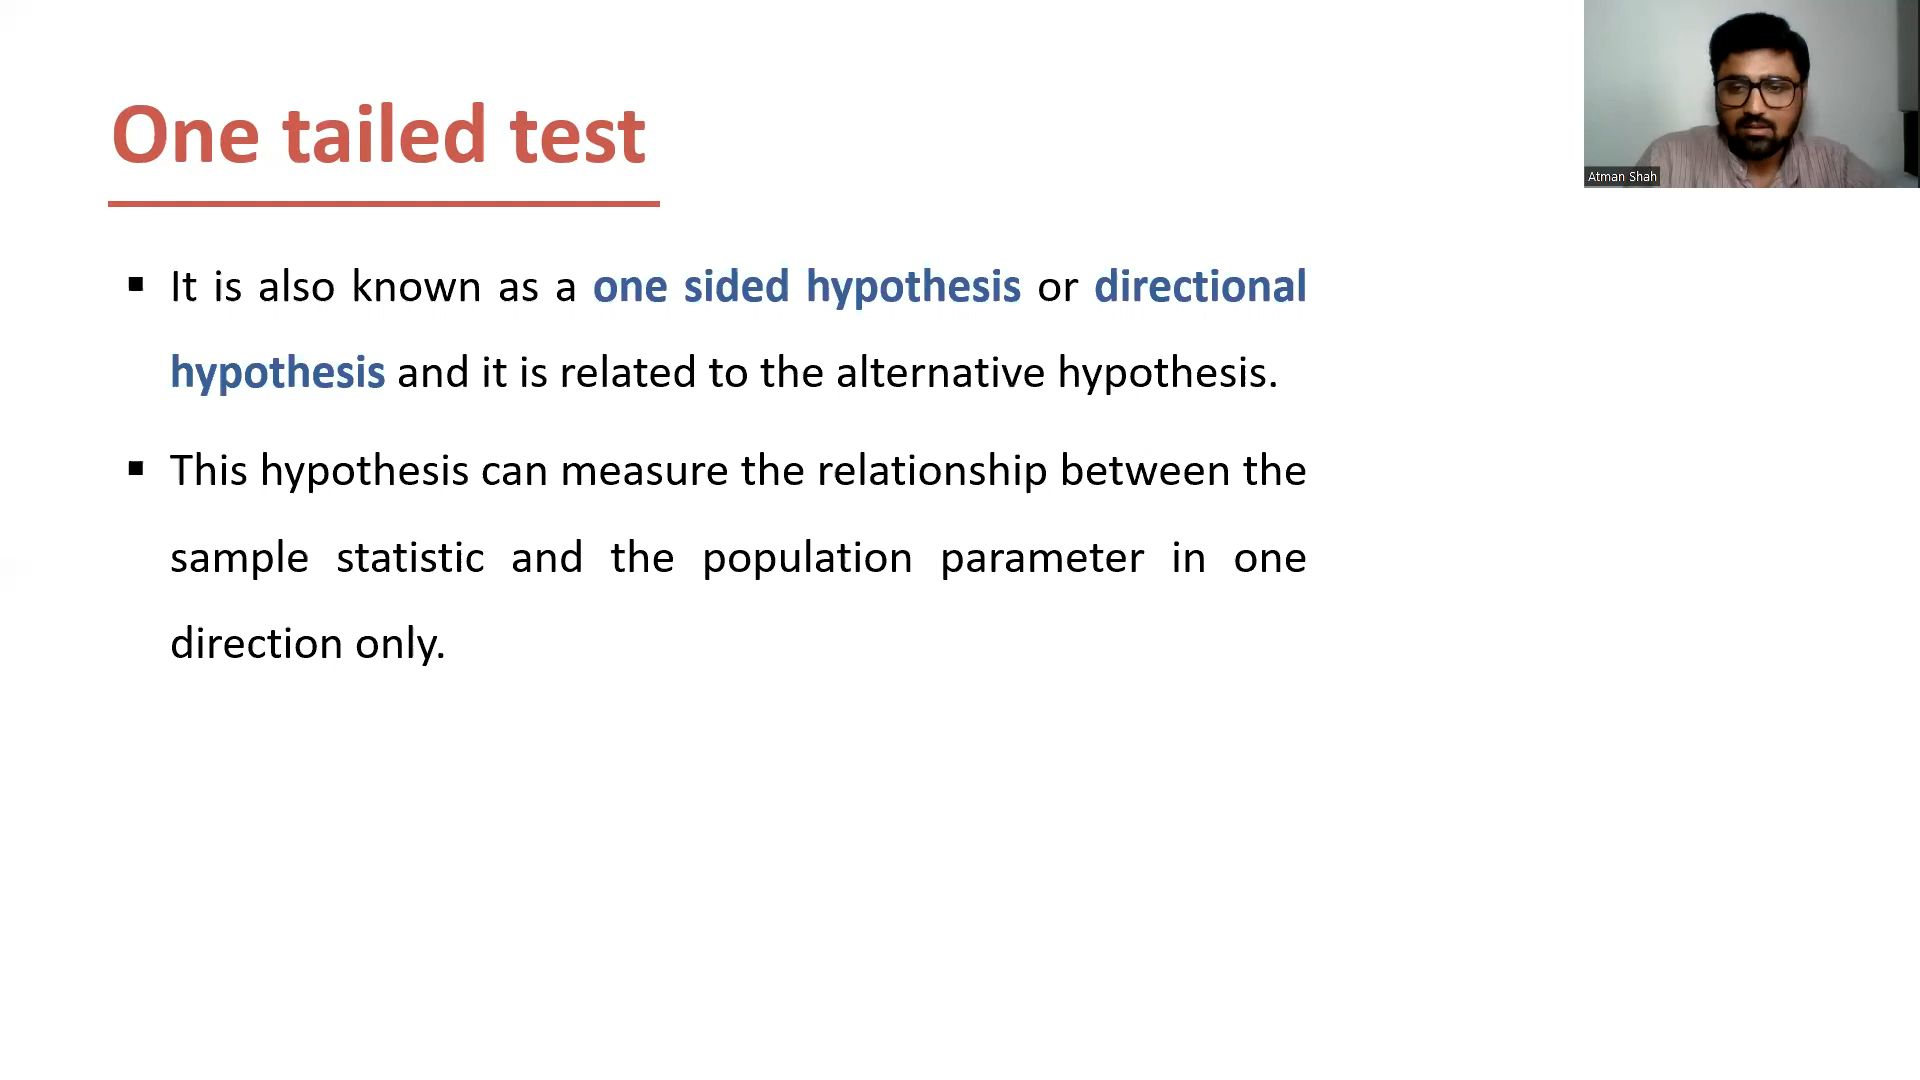 One tailed test
Atman Shah
▪ It is also known as a one sided hypothesis or directional
hypothesis and it is related to the alternative hypothesis.
▪ This hypothesis can measure the relationship between the
sample statistic and the population parameter in one
direction only.